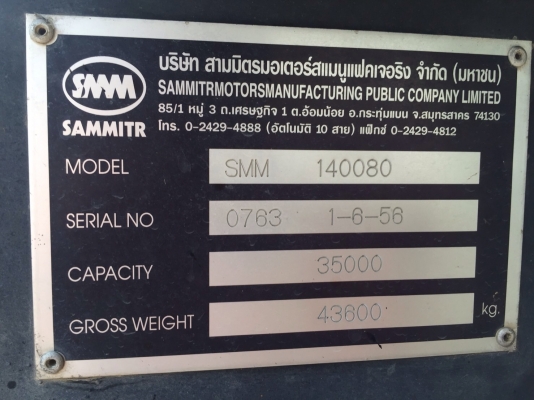 บริษัท สามมิตรมอเตอร์สแมนูแฟคเจอริง จำกัด (มหาชน)
SMM SAMMITRMOTORSMANUFACTURING PUBLIC COMPANY LIMITED
85/1 หมู่ 3 ถ.เศรษฐกิจ 1 ต.อ้อมน้อย อ.กระทุ่มแบน จ.สมุทรสาคร 74130
SAMMITR โทร. 0-2429-4888 (อัตโนมัติ 10 สาย) แฟ็กซ์ 0-2429-4812
MODEL SMM 140080
SERIAL NO 0763 1-6-56
CAPACITY 35000
GROSS WEIGHT 43600 kg.